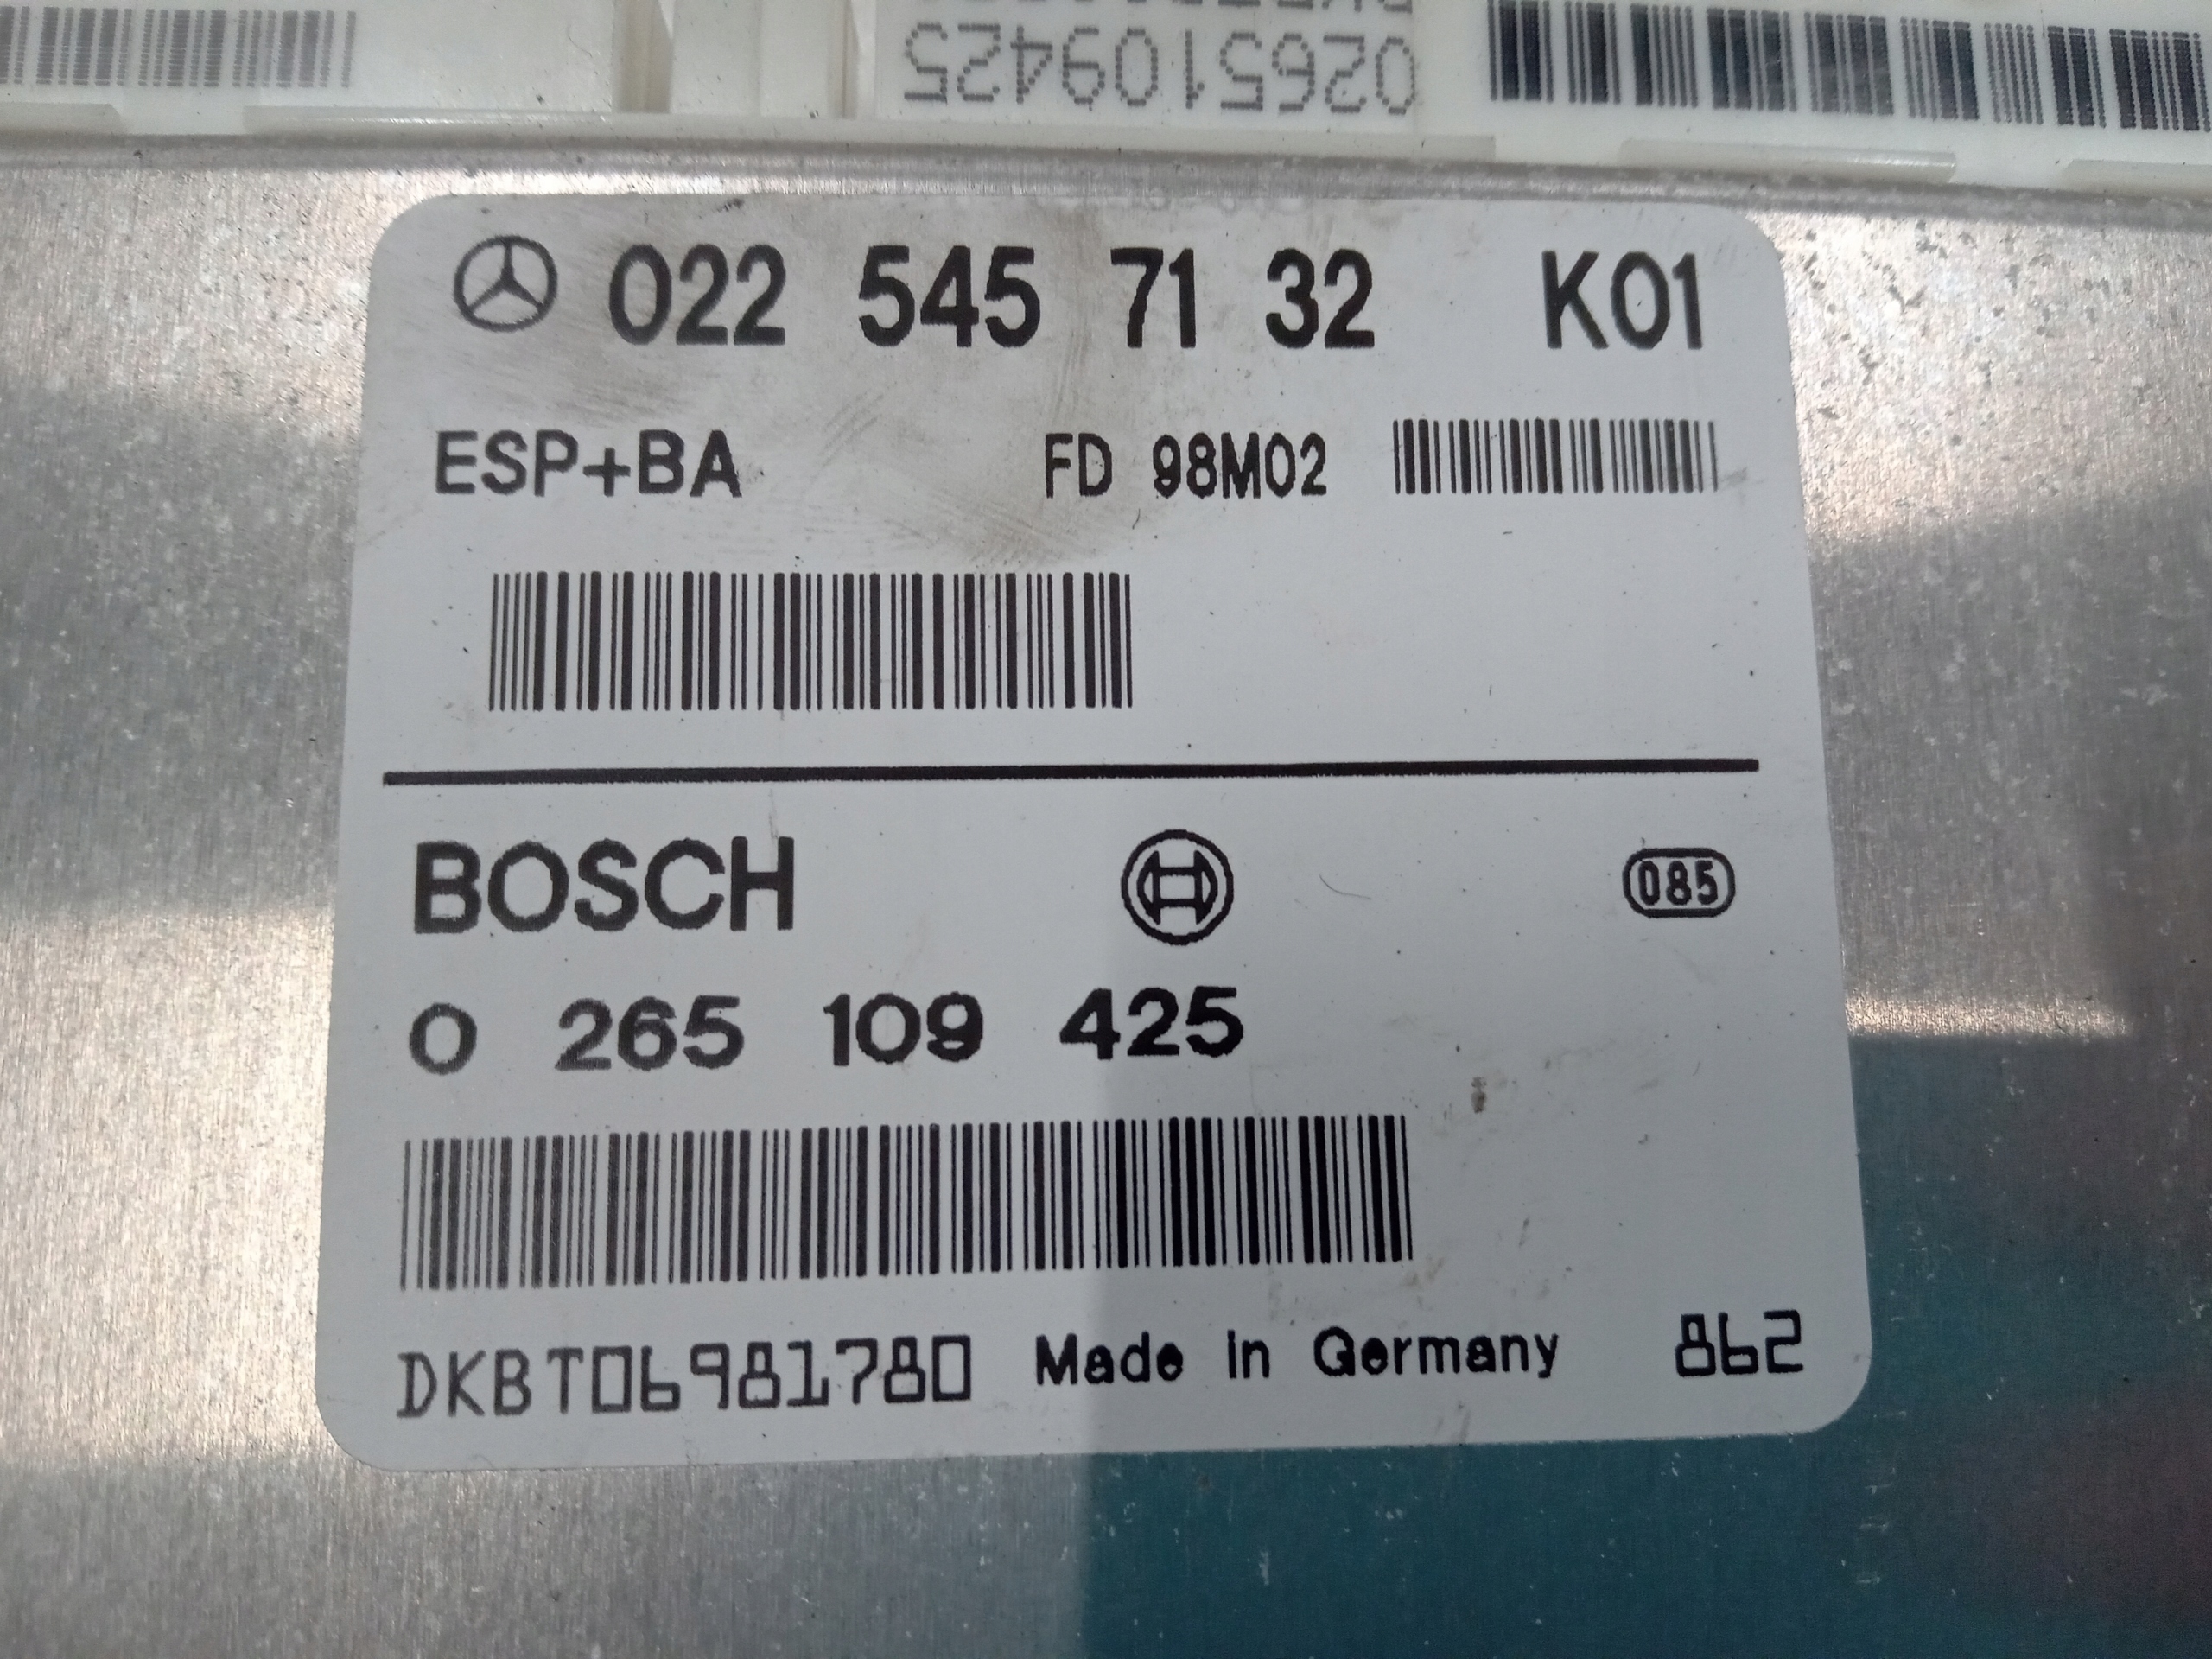 0265109425
022 545 71 32 K01
ESP+BA FD 98M02
BOSCH 085
0 265 109 425
DKBT06981780 Made in Germany 862